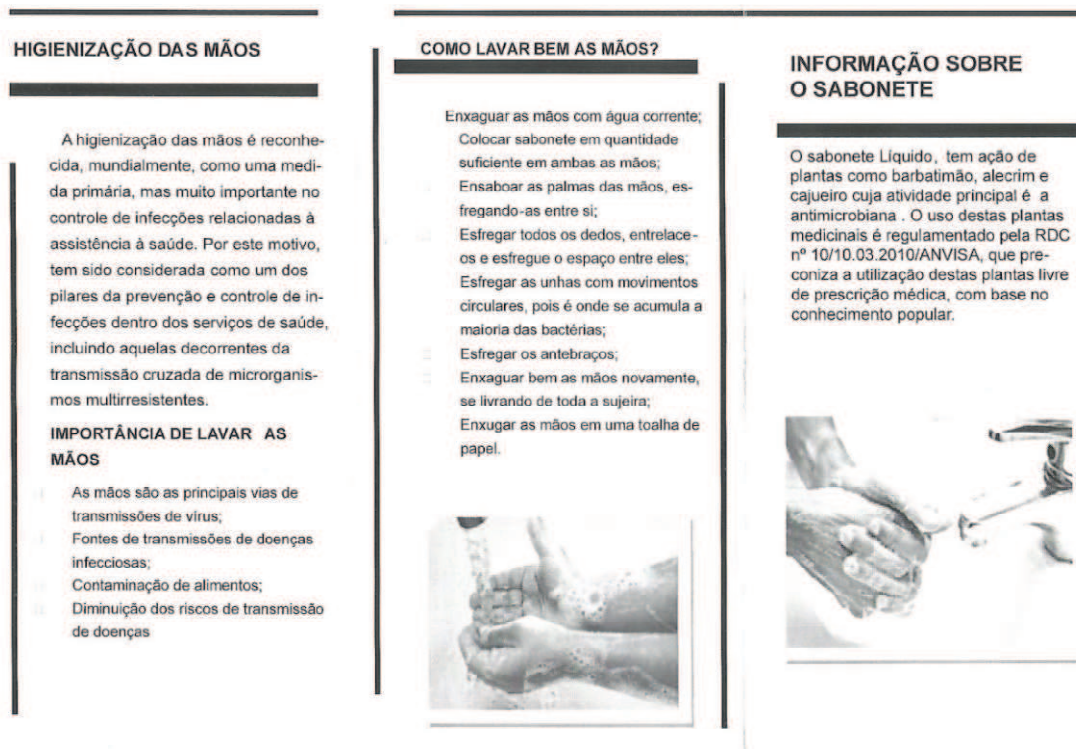 HIGIENIZAÇÃO DAS MÃOS
A higienização das mãos é reconhe-
cida, mundialmente, como uma medi-
da primária, mas muito importante no
controle de infecções relacionadas à
assistência à saúde. Por este motivo,
tem sido considerada como um dos
pilares da prevenção e controle de in-
fecções dentro dos serviços de saúde,
incluindo aquelas decorrentes da
transmissão cruzada de microrganis-
mos multirresistentes.
IMPORTÂNCIA DE LAVAR AS
MÃOS
As mãos são as principais vias de
transmissões de vírus;
Fontes de transmissões de doenças
infecciosas;
Contaminação de alimentos;
Diminuição dos riscos de transmissão
de doenças
COMO LAVAR BEM AS MÃOS?
Enxaguar as mãos com água corrente;
Colocar sabonete em quantidade
suficiente em ambas as mãos;
Ensaboar as palmas das mãos, es-
fregando-as entre si;
Esfregar todos os dedos, entrelace-
os e esfregue o espaço entre eles;
Esfregar as unhas com movimentos
circulares, pois é onde se acumula a
maioria das bactérias;
Esfregar os antebraços;
Enxaguar bem as mãos novamente,
se livrando de toda a sujeira;
Enxugar as mãos em uma toalha de
papel.
INFORMAÇÃO SOBRE
O SABONETE
O sabonete Líquido, tem ação de
plantas como barbatimão, alecrim e
cajueiro cuja atividade principal é a
antimicrobiana . O uso destas plantas
medicinais é regulamentado pela RDC
nº 10/10.03.2010/ANVISA, que pre-
coniza a utilização destas plantas livre
de prescrição médica, com base no
conhecimento popular.